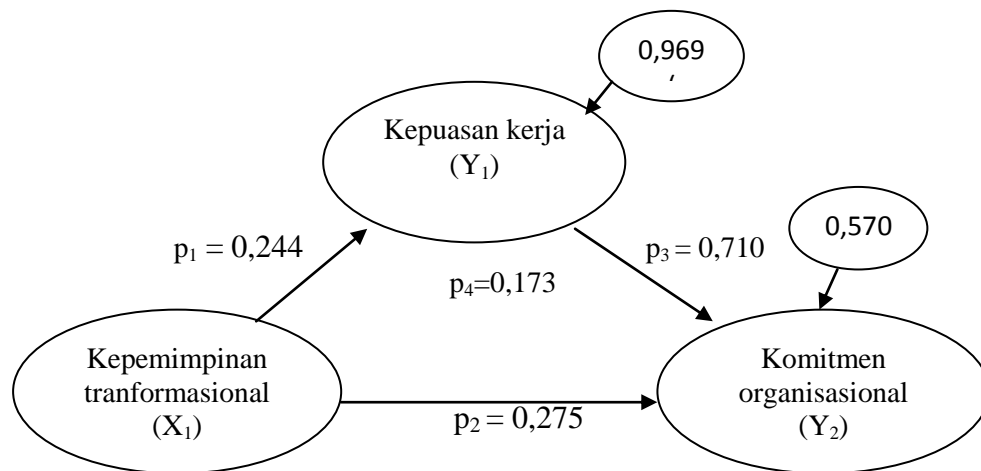 0,969
,
Kepuasan kerja
(Y₁)
0,570
p₁ = 0,244
p₃ = 0,710
p₄=0,173
Kepemimpinan
tranformasional
(X₁)
Komitmen
organisasional
(Y₂)
p₂ = 0,275